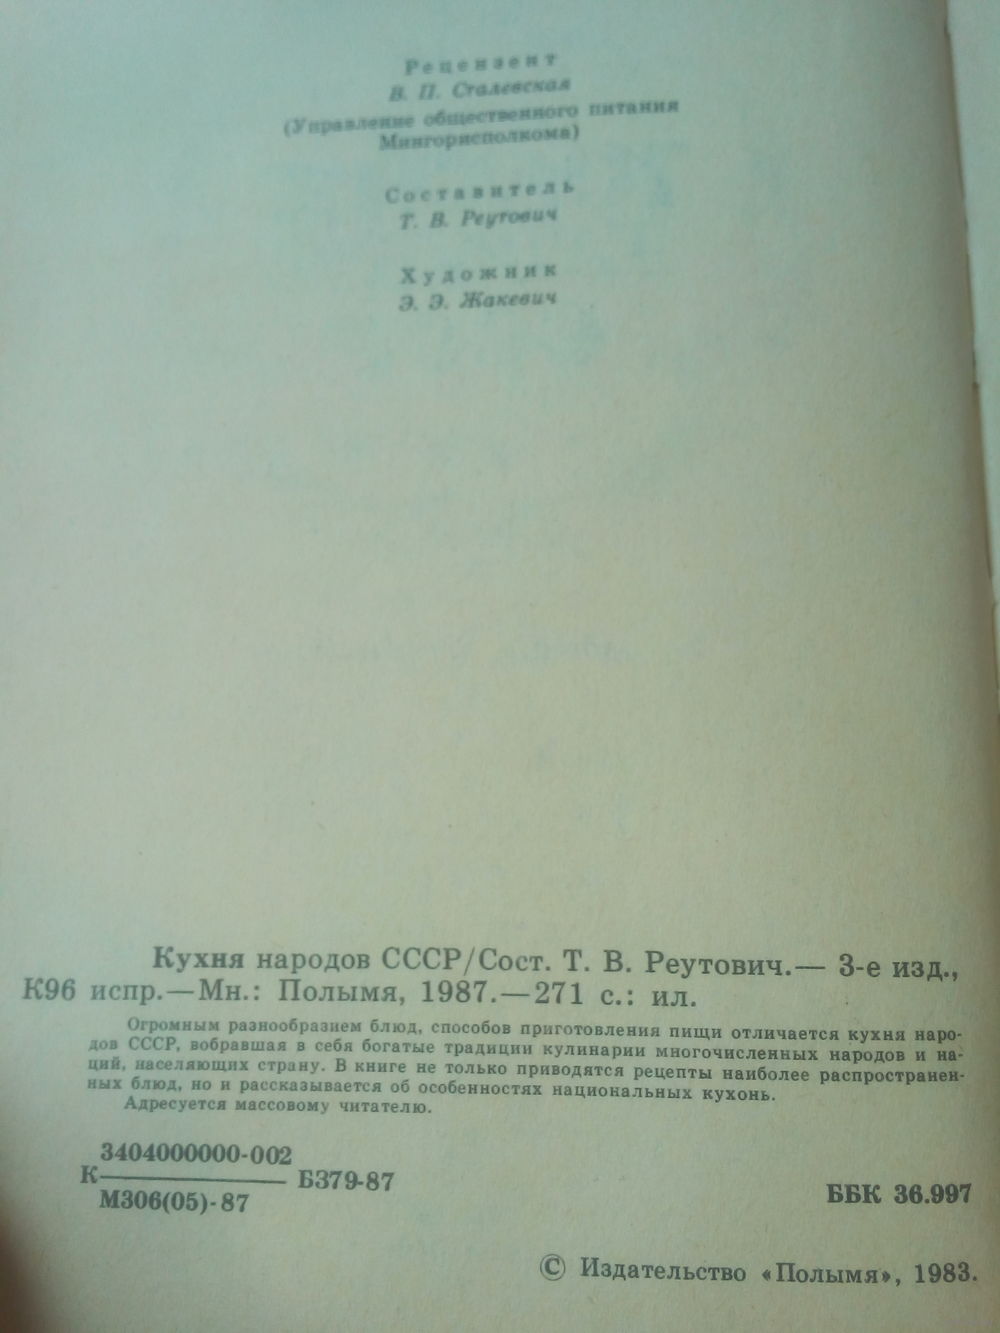 Рецензент
В. П. Сталевская
(Управление общественного питания
Мингорисполкома)
Составитель
Т. В. Реутович
Художник
Э. Э. Жакевич
Кухня народов СССР/Сост. Т. В. Реутович.— 3-е изд.,
К96 испр.—Мн.: Полымя, 1987.—271 с.: ил.
Огромным разнообразием блюд, способов приготовления пищи отличается кухня наро-
дов СССР, вобравшая в себя богатые традиции кулинарии многочисленных народов и на-
ций, населяющих страну. В книге не только приводятся рецепты наиболее распространен-
ных блюд, но и рассказывается об особенностях национальных кухонь.
Адресуется массовому читателю.
3404000000-002
К———— Б379-87
М306(05)-87
ББК 36.997
© Издательство «Полымя», 1983.